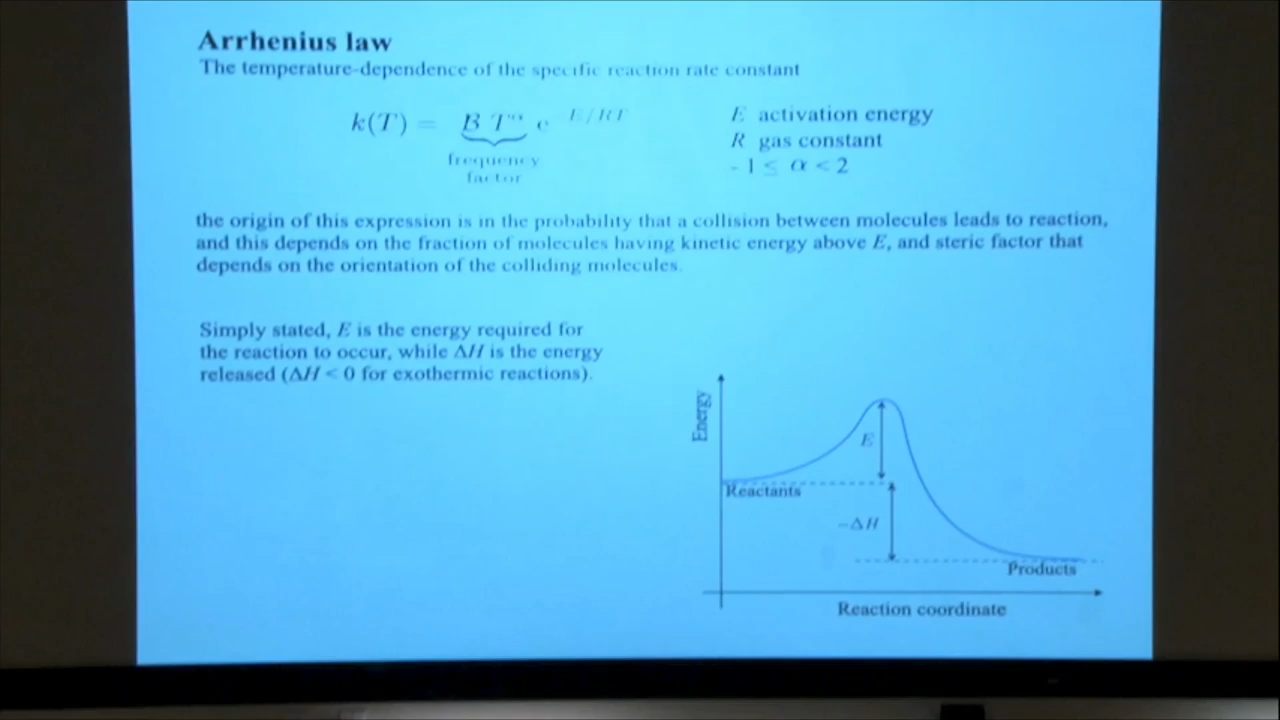 Arrhenius law
The temperature-dependence of the specific reaction rate constant
k(T) = B T^α e^E/RT
frequency
factor
E activation energy
R gas constant
- 1 ≤ α < 2
the origin of this expression is in the probability that a collision between molecules leads to reaction,
and this depends on the fraction of molecules having kinetic energy above E, and steric factor that
depends on the orientation of the colliding molecules.
Simply stated, E is the energy required for
the reaction to occur, while ΔH is the energy
released (ΔH < 0 for exothermic reactions).
Energy
E
Reactants
−ΔH
Products
Reaction coordinate